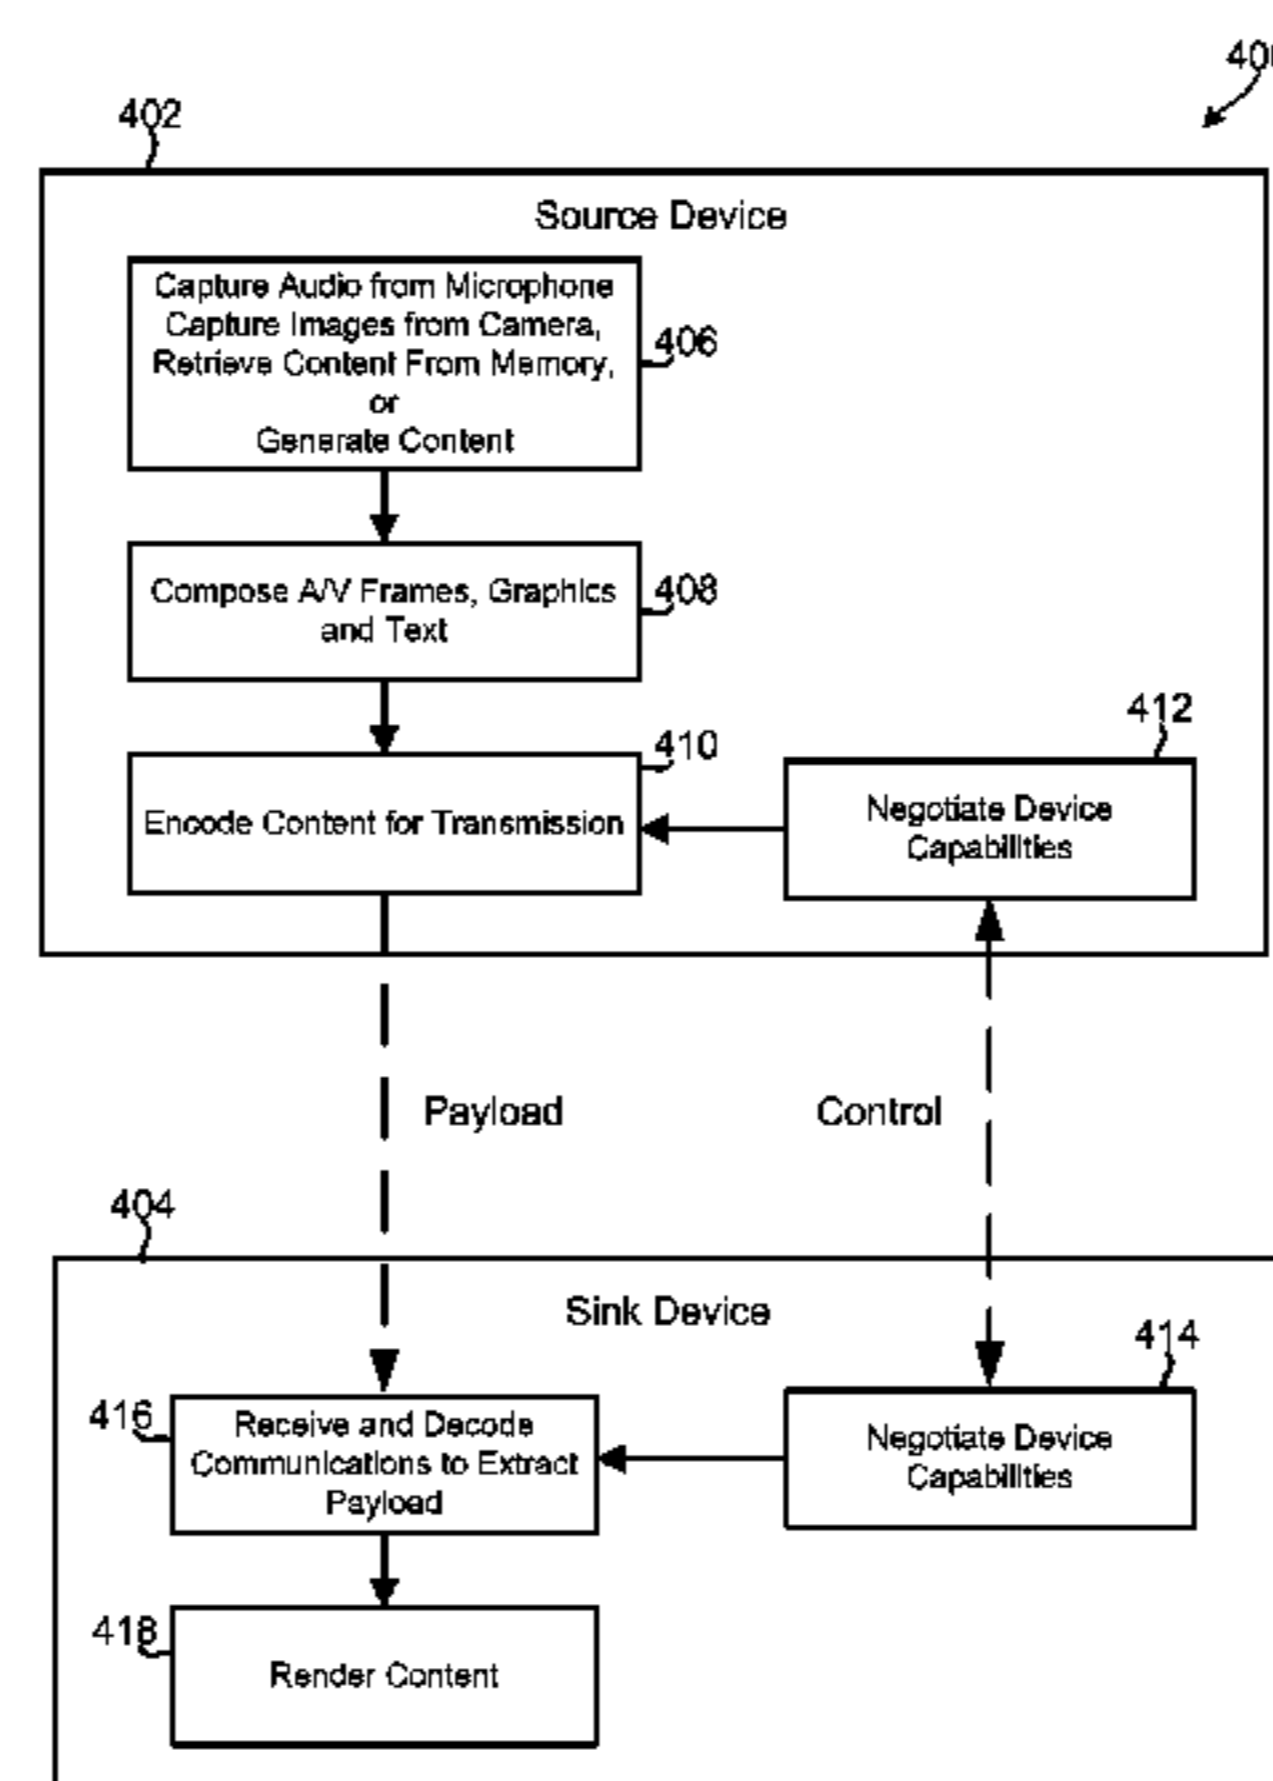 400
402
Source Device
Capture Audio from Microphone
Capture Images from Camera,
Retrieve Content From Memory,
or
Generate Content
406
Compose A/V Frames, Graphics
and Text
408
410
Encode Content for Transmission
412
Negotiate Device
Capabilities
Payload
Control
404
Sink Device
414
416
Receive and Decode
Communications to Extract
Payload
Negotiate Device
Capabilities
418
Render Content